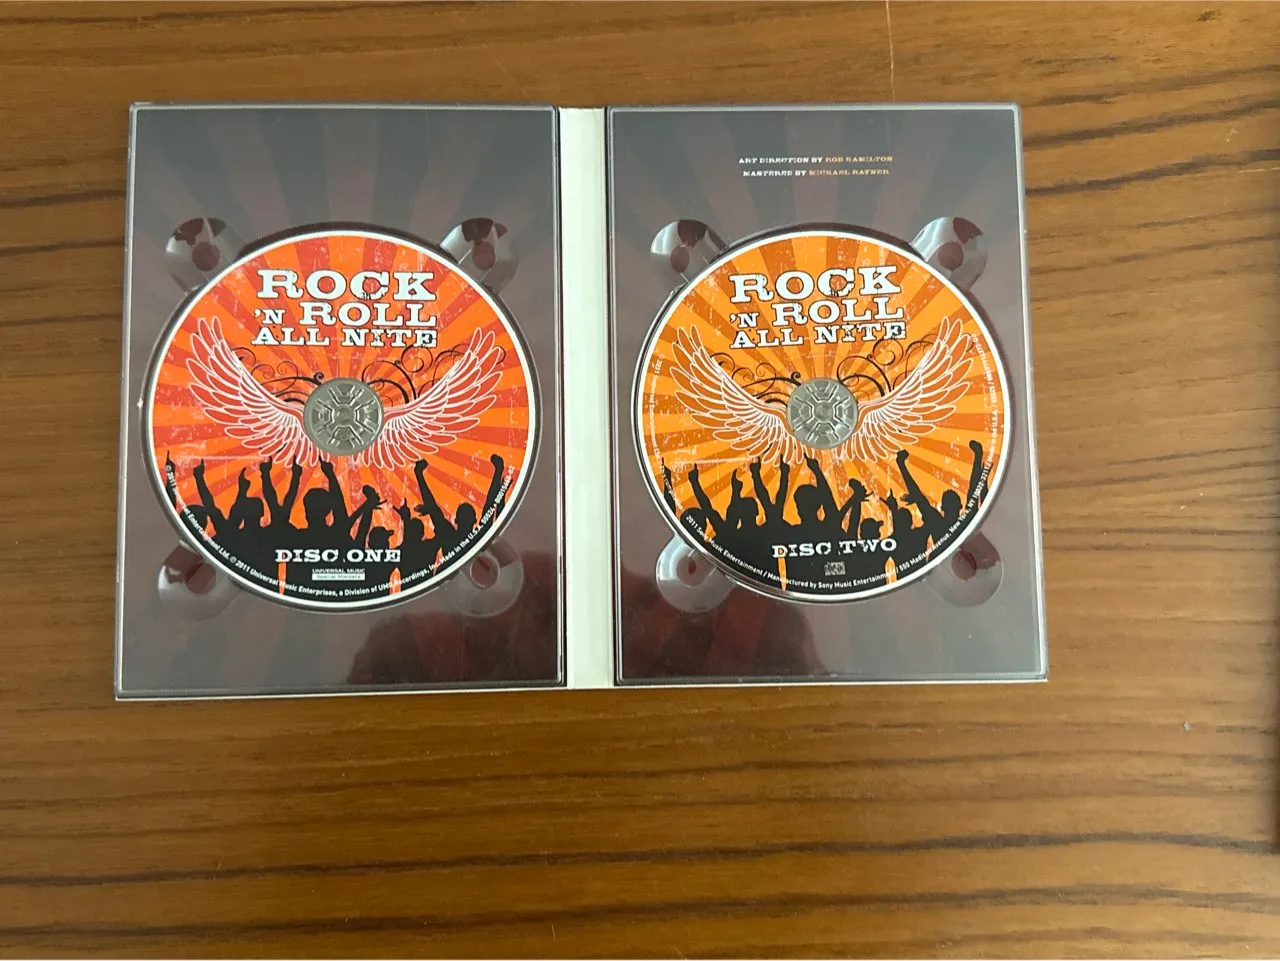 ART DIRECTION BY ROB HAMILTON
MASTERED BY MICHAEL RAYNER
ROCK
'N ROLL
ALL NITE
DISC ONE
UNIVERSAL MUSIC
Special Markets
Entertainment Ltd. ℗ 2011 Universal Music Enterprises, a Division of UMG Recordings, Inc. Made in the U.S.A.
ROCK
'N ROLL
ALL NITE
DISC TWO
2011 Sony Music Entertainment / Manufactured by Sony Music Entertainment / 550 Madison Avenue, New York, NY